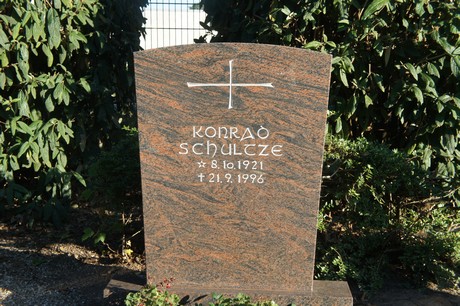 KONRAD
SCHULTZE
☆ 8.10.1921
✝ 21.9.1996